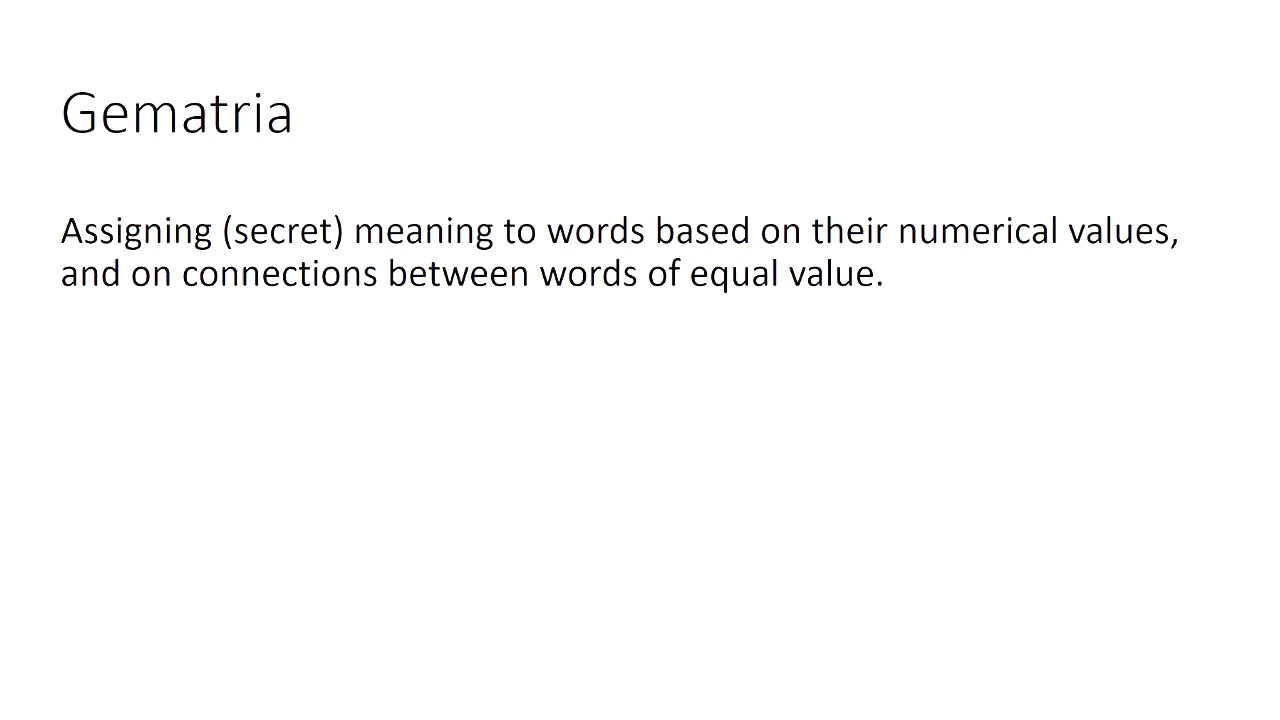 Gematria
Assigning (secret) meaning to words based on their numerical values,
and on connections between words of equal value.